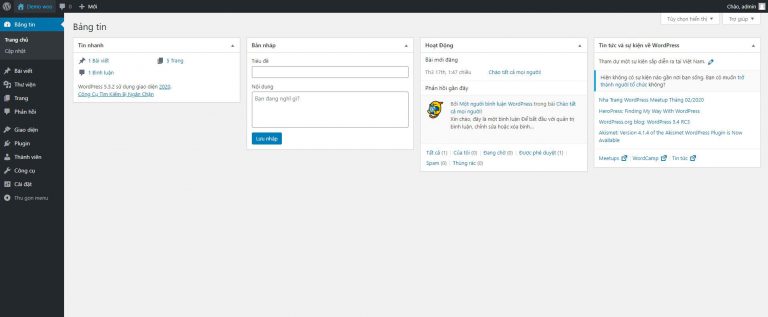 Demo woo 0 + Mới
Chào, admin
Bảng tin
Trang chủ
Cập nhật
Bài viết
Thư viện
Trang
Phản hồi
Giao diện
Plugin
Thành viên
Công cụ
Cài đặt
Thu gọn menu
Bảng tin
Tùy chọn hiển thị
Trợ giúp
Tin nhanh
1 Bài viết
5 Trang
1 Bình luận
WordPress 5.3.2 sử dụng giao diện 2020.
Công Cụ Tìm Kiếm Bị Ngăn Chặn
Bản nháp
Tiêu đề
Nội dung
Bạn đang nghĩ gì?
Lưu nháp
Hoạt Động
Bài mới đăng
Thứ 17th, 1:47 chiều Chào tất cả mọi người!
Phản hồi gần đây
Bởi Một người bình luận WordPress trong bài Chào tất
cả mọi người!
Xin chào, đây là một bình luận Để bắt đầu với quản trị
bình luận, chỉnh sửa hoặc xóa bình…
Tất cả (1) | Của tôi (0) | Đang chờ (0) | Được phê duyệt (1) |
Spam (0) | Thùng rác (0)
Tin tức và sự kiện về WordPress
Tham dự một sự kiện sắp diễn ra tại Việt Nam.
Hiện không có sự kiện nào gần nơi bạn sống. Bạn có muốn trở
thành người tổ chức không?
Nha Trang WordPress Meetup Tháng 02/2020
HeroPress: Finding My Way With WordPress
WordPress.org blog: WordPress 5.4 RC5
Akismet: Version 4.1.4 of the Akismet WordPress Plugin is Now
Available
Meetups | WordCamp | Tin tức